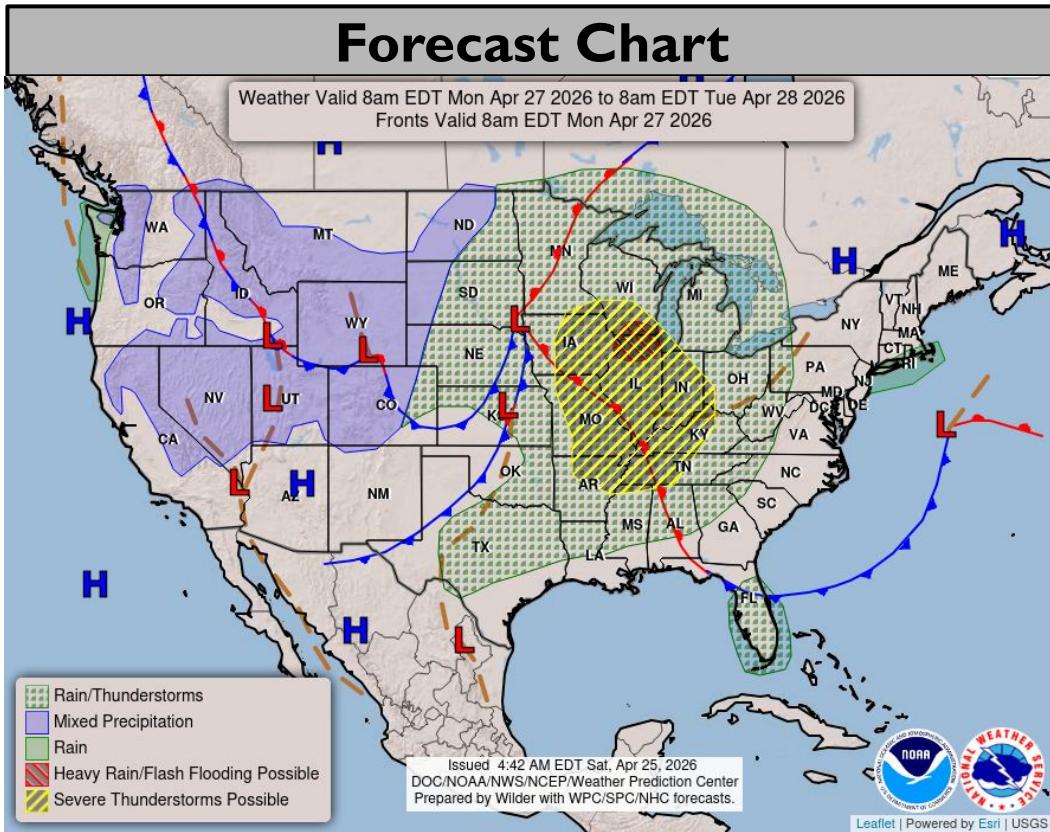 Forecast Chart
Weather Valid 8am EDT Mon Apr 27 2026 to 8am EDT Tue Apr 28 2026
Fronts Valid 8am EDT Mon Apr 27 2026
H
H
WA
MT
ND
MN
H
H
ME
OR
ID
SD
WI
MI
VT
NH
H
L
WY
L
L
NE
IA
NY
MA
CT
RI
PA
NJ
NV
L
UT
CO
L
IL
IN
OH
MD
DE
DC
WV
CA
MO
KY
VA
L
L
AZ
H
NM
OK
AR
TN
NC
SC
TX
MS
AL
GA
LA
H
FL
H
L
Rain/Thunderstorms
Mixed Precipitation
Rain
Heavy Rain/Flash Flooding Possible
Severe Thunderstorms Possible
Issued 4:42 AM EDT Sat, Apr 25, 2026
DOC/NOAA/NWS/NCEP/Weather Prediction Center
Prepared by Wilder with WPC/SPC/NHC forecasts.
NOAA
NATIONAL WEATHER SERVICE
Leaflet | Powered by Esri | USGS